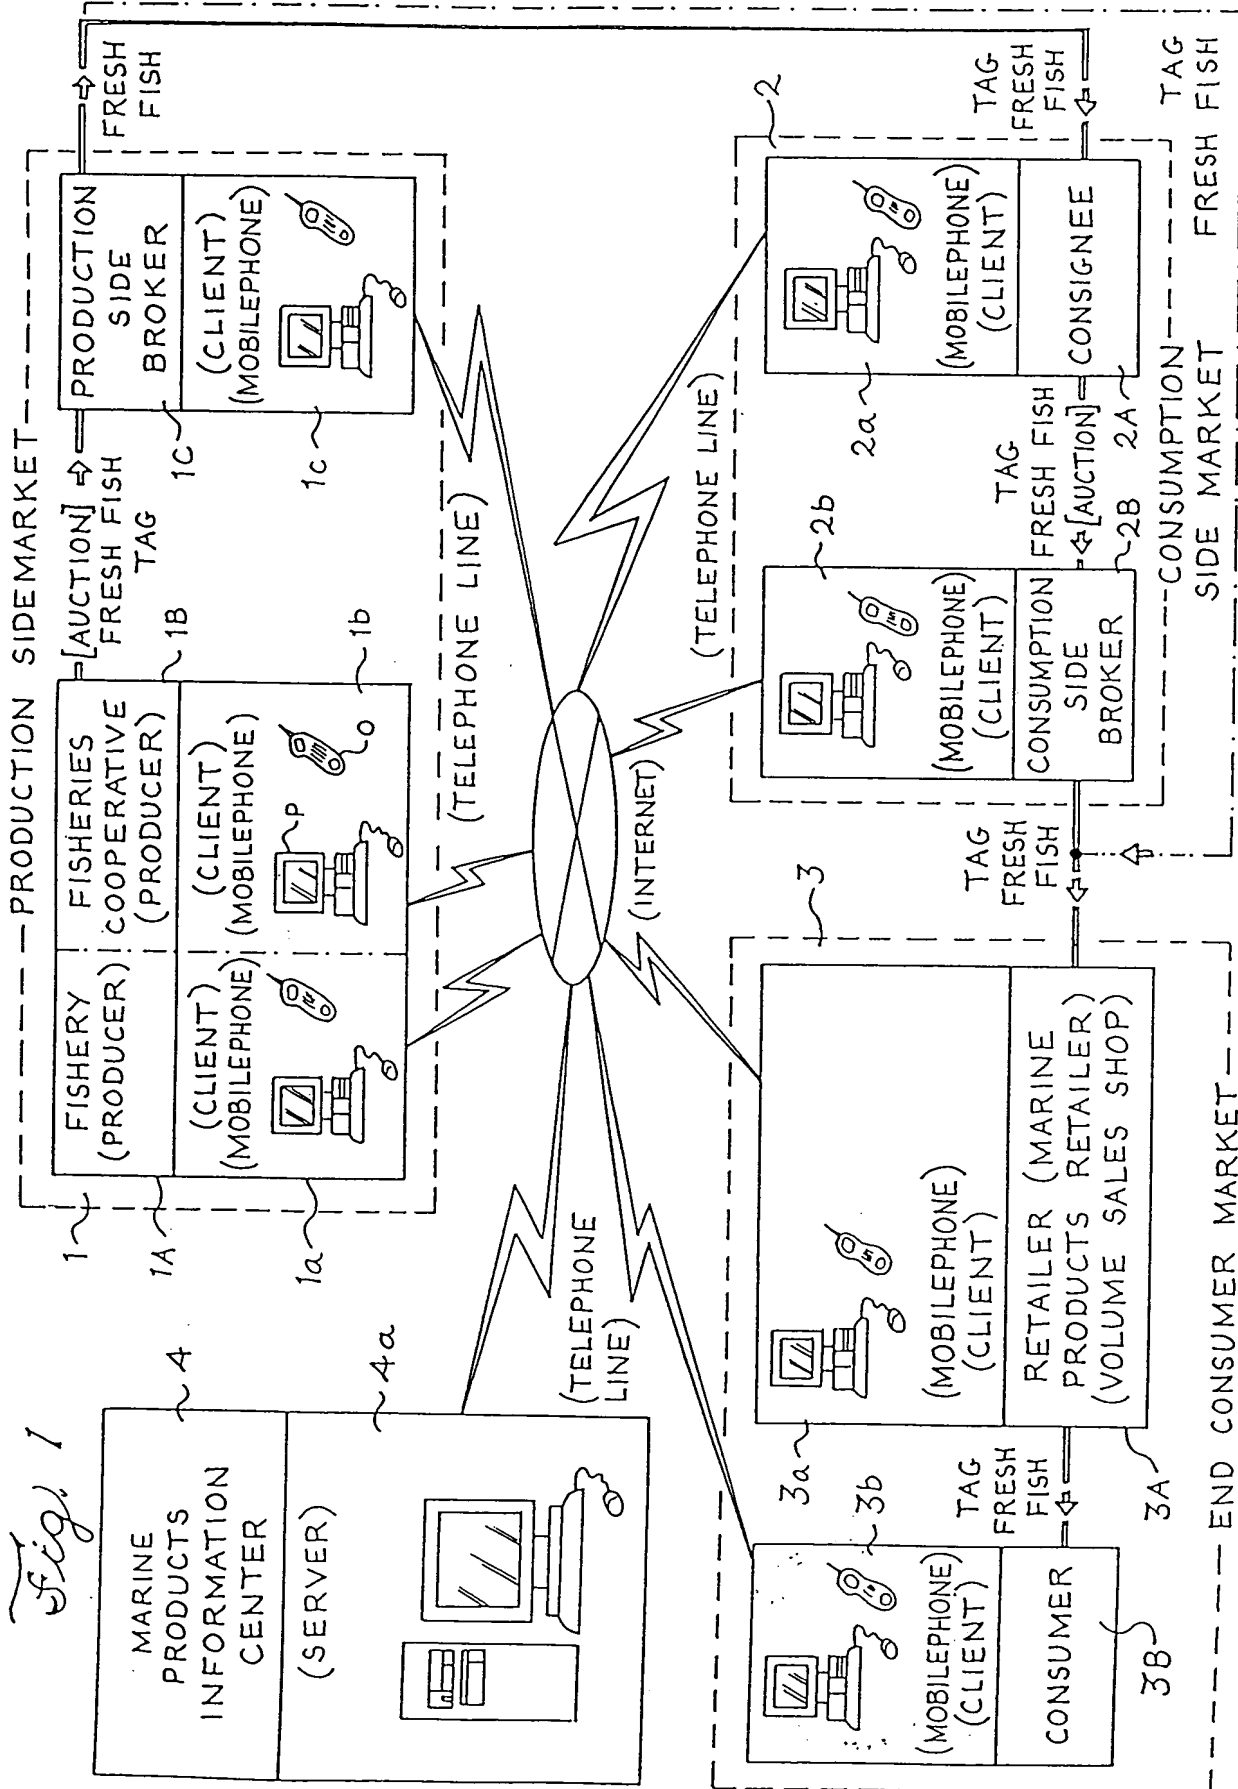 Fig. 1
MARINE
PRODUCTS
INFORMATION
CENTER
4
(SERVER)
4a
(TELEPHONE
LINE)
PRODUCTION SIDEMARKET
1
FISHERY
(PRODUCER)
1A
(CLIENT)
(MOBILEPHONE)
1a
FISHERIES
COOPERATIVE
(PRODUCER)
1B
(CLIENT)
(MOBILEPHONE)
P
O
1b
[AUCTION]
FRESH FISH
TAG
PRODUCTION
SIDE
BROKER
1C
(CLIENT)
(MOBILEPHONE)
1c
FRESH
FISH
(TELEPHONE LINE)
(INTERNET)
(TELEPHONE LINE)
2
TAG
FRESH
FISH
2a
(MOBILEPHONE)
(CLIENT)
CONSIGNEE
2A
TAG
FRESH FISH
[AUCTION]
2b
(MOBILEPHONE)
(CLIENT)
CONSUMPTION
SIDE
BROKER
2B
CONSUMPTION
SIDE MARKET
TAG
FRESH FISH
TAG
FRESH
FISH
3
3a
(MOBILEPHONE)
(CLIENT)
RETAILER (MARINE
PRODUCTS RETAILER)
(VOLUME SALES SHOP)
3A
TAG
FRESH
FISH
3b
(MOBILEPHONE)
(CLIENT)
CONSUMER
3B
END CONSUMER MARKET